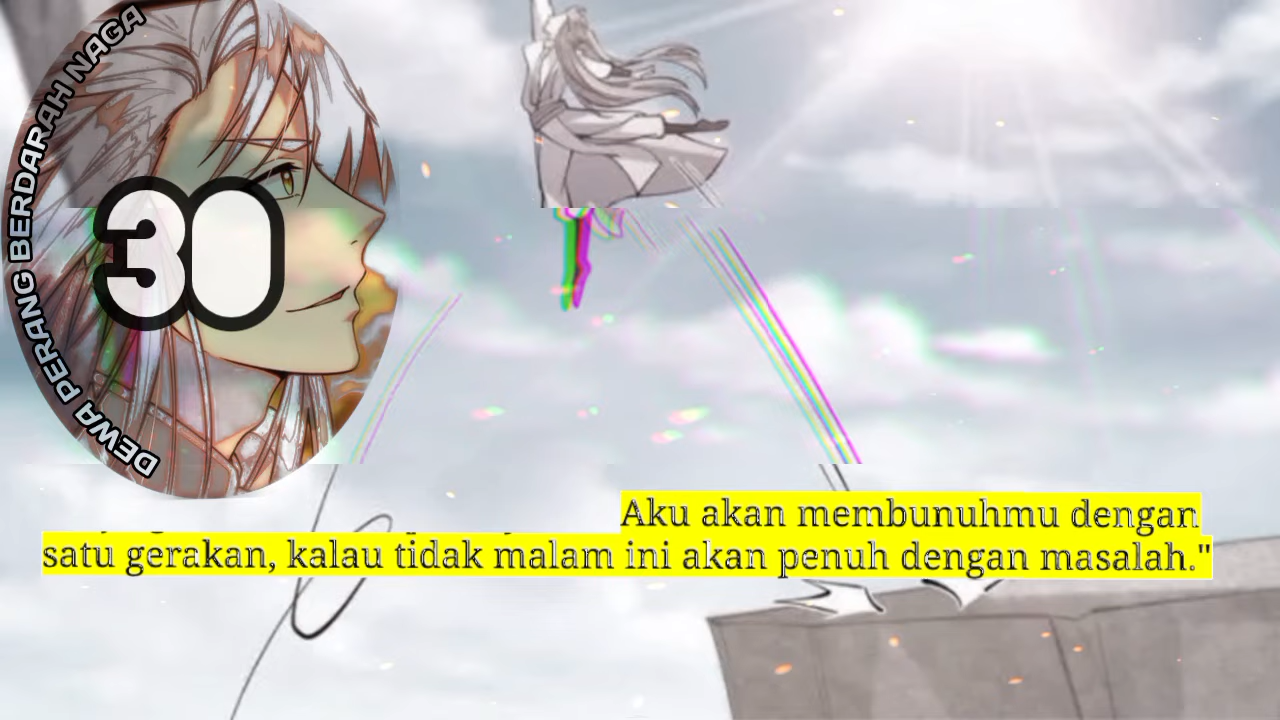 DEWA PERANG BERDARAH NAGA
30
Aku akan membunuhmu dengan
satu gerakan, kalau tidak malam ini akan penuh dengan masalah."